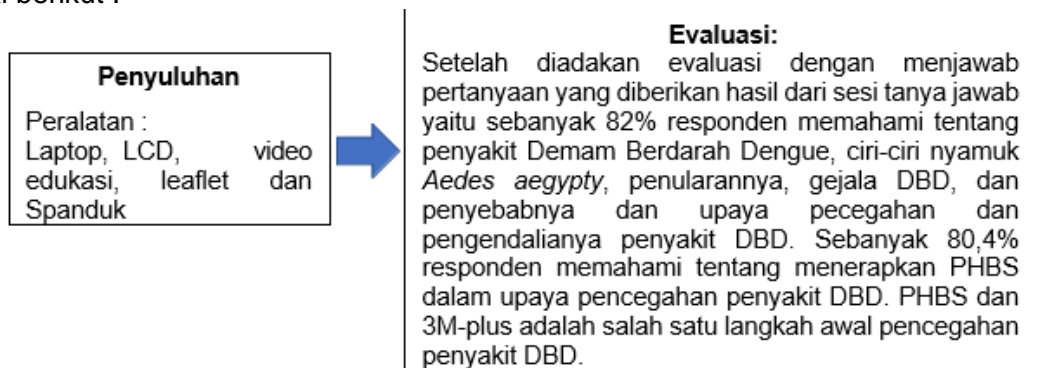 berikut :
Penyuluhan
Peralatan :
Laptop, LCD, video
edukasi, leaflet dan
Spanduk
Evaluasi:
Setelah diadakan evaluasi dengan menjawab
pertanyaan yang diberikan hasil dari sesi tanya jawab
yaitu sebanyak 82% responden memahami tentang
penyakit Demam Berdarah Dengue, ciri-ciri nyamuk
Aedes aegypty, penularannya, gejala DBD, dan
penyebabnya dan upaya pecegahan dan
pengendalianya penyakit DBD. Sebanyak 80,4%
responden memahami tentang menerapkan PHBS
dalam upaya pencegahan penyakit DBD. PHBS dan
3M-plus adalah salah satu langkah awal pencegahan
penyakit DBD.